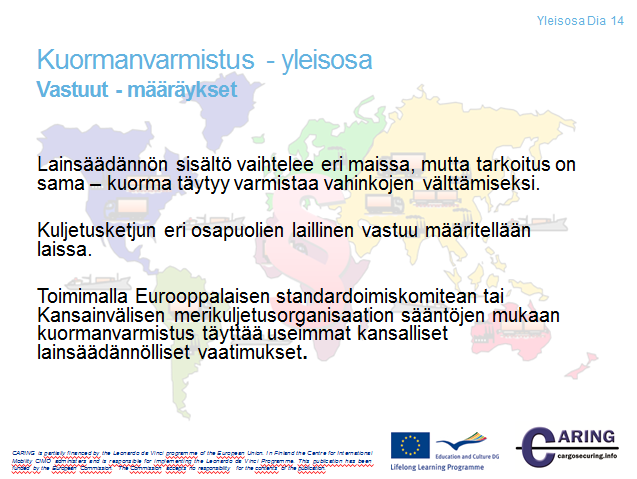 Yleisosa Dia 14
Kuormanvarmistus - yleisosa
Vastuut - määräykset
Lainsäädännön sisältö vaihtelee eri maissa, mutta tarkoitus on
sama – kuorma täytyy varmistaa vahinkojen välttämiseksi.
Kuljetusketjun eri osapuolien laillinen vastuu määritellään
laissa.
Toimimalla Eurooppalaisen standardoimiskomitean tai
Kansainvälisen merikuljetusorganisaation sääntöjen mukaan
kuormanvarmistus täyttää useimmat kansalliset
lainsäädännölliset vaatimukset.
CARING is partially financed by the Leonardo da Vinci programme of the European Union. In Finland the Centre for International
Mobility CIMO administers and is responsible for implementing the Leonardo da Vinci Programme. This publication has been
funded by the European Commission. The Commission accepts no responsibility for the contents of the publication.
Education and Culture DG
Lifelong Learning Programme
CARING
cargosecuring.info